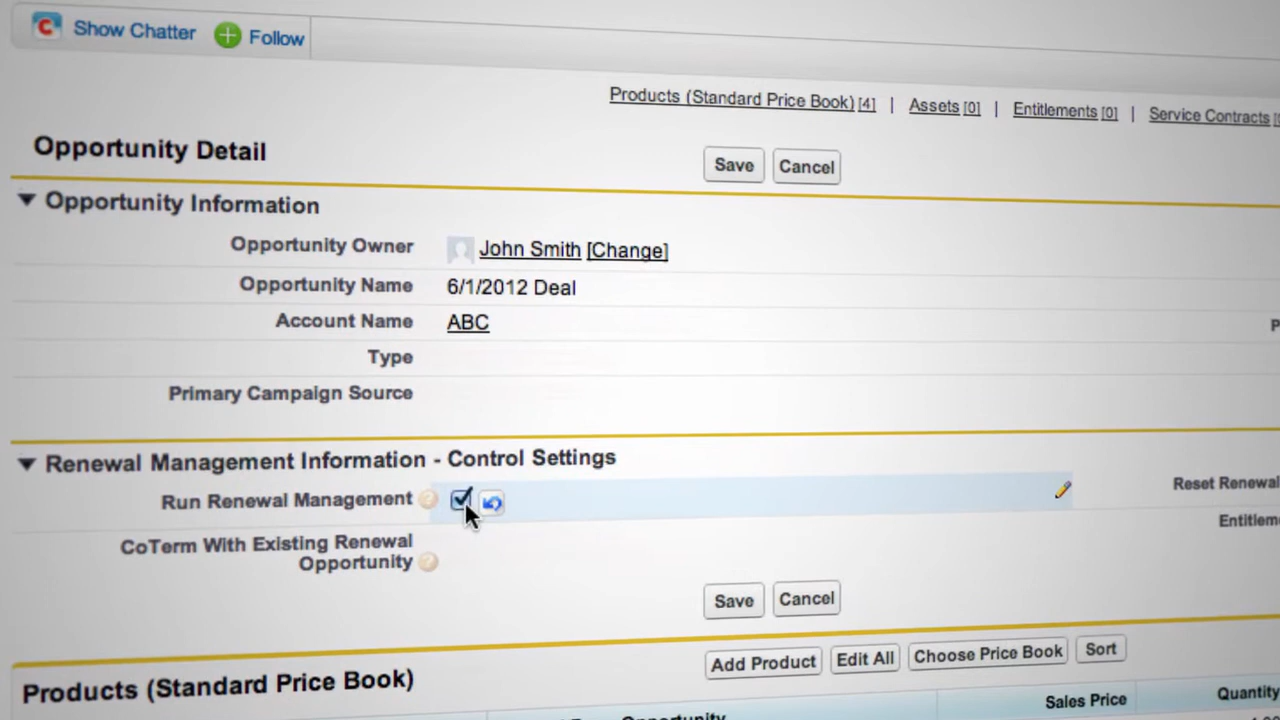 Show Chatter Follow
Products (Standard Price Book) [4] | Assets [0] | Entitlements [0] | Service Contracts
Opportunity Detail Save Cancel
Opportunity Information
Opportunity Owner John Smith [Change]
Opportunity Name 6/1/2012 Deal
Account Name ABC
Type
Primary Campaign Source
Renewal Management Information - Control Settings
Run Renewal Management ? Reset Renewal
CoTerm With Existing Renewal
Opportunity ?
Save Cancel
Products (Standard Price Book) Add Product Edit All Choose Price Book Sort
Opportunity Sales Price Quantity